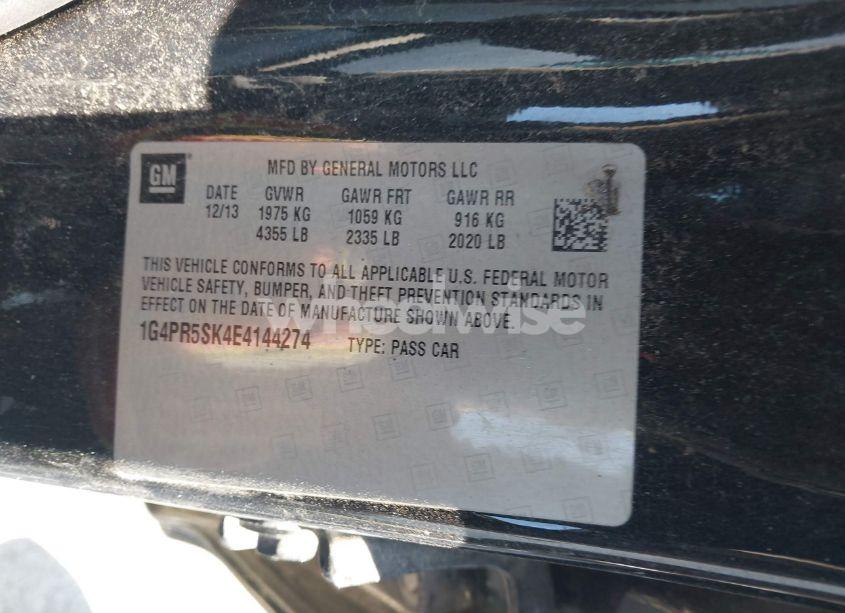 GM
MFD BY GENERAL MOTORS LLC
DATE GVWR GAWR FRT GAWR RR
12/13 1975 KG 1059 KG 916 KG
4355 LB 2335 LB 2020 LB
THIS VEHICLE CONFORMS TO ALL APPLICABLE U.S. FEDERAL MOTOR
VEHICLE SAFETY, BUMPER, AND THEFT PREVENTION STANDARDS IN
EFFECT ON THE DATE OF MANUFACTURE SHOWN ABOVE.
1G4PR5SK4E4144274 TYPE: PASS CAR
wheelwise